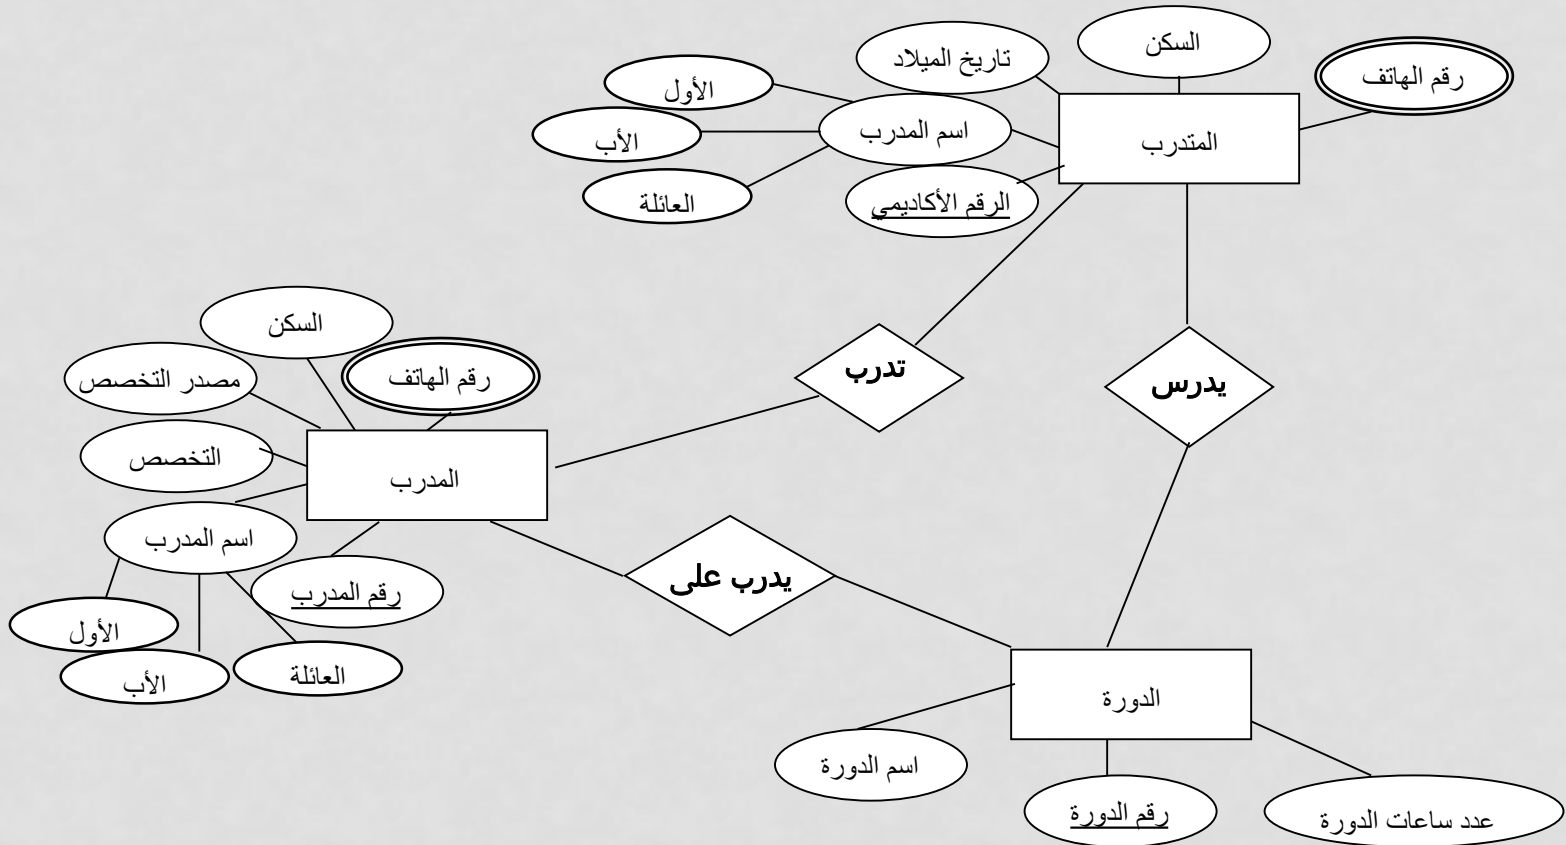 السكن
تاريخ الميلاد
رقم الهاتف
الأول
اسم المدرب
المتدرب
الأب
العائلة
الرقم الأكاديمي
السكن
تدرب
يدرس
رقم الهاتف
مصدر التخصص
التخصص
المدرب
اسم المدرب
يدرب على
رقم المدرب
الأول
العائلة
الأب
الدورة
اسم الدورة
رقم الدورة
عدد ساعات الدورة